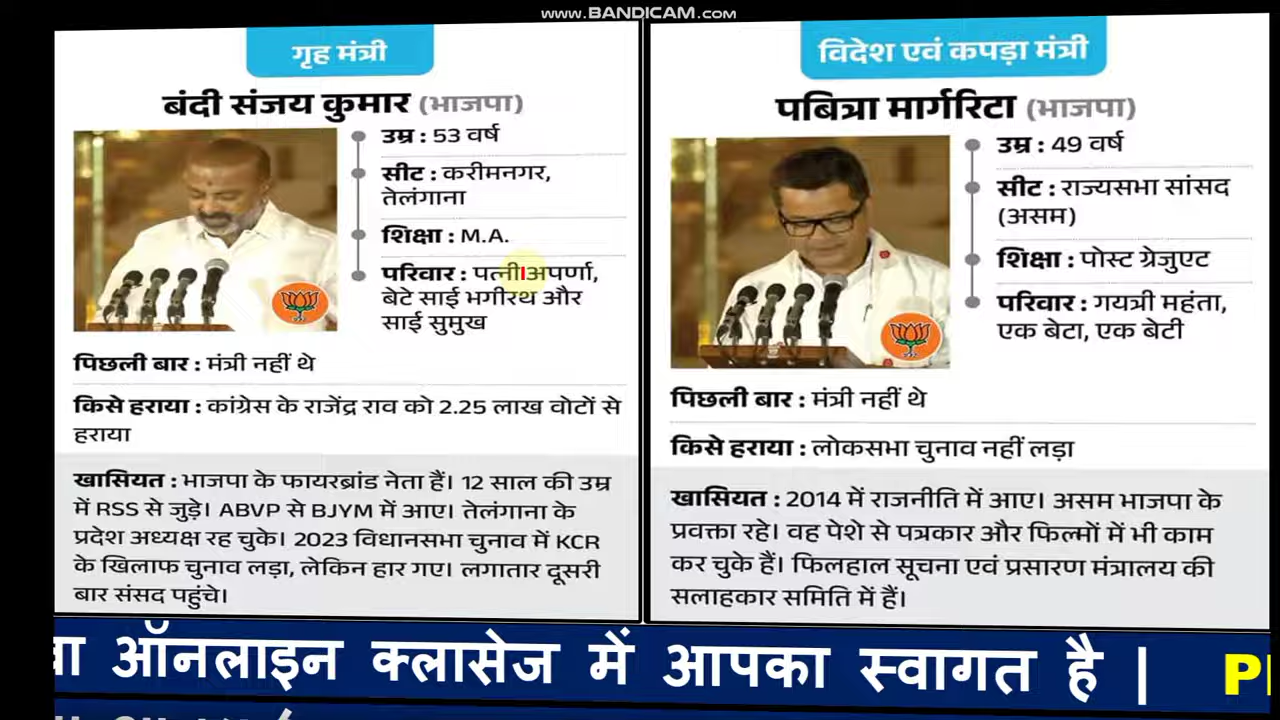 www.BANDICAM.com
गृह मंत्री
बंदी संजय कुमार (भाजपा)
उम्र : 53 वर्ष
सीट : करीमनगर,
तेलंगाना
शिक्षा : M.A.
परिवार : पत्नी अपर्णा,
बेटे साई भगीरथ और
साई सुमुख
पिछली बार : मंत्री नहीं थे
किसे हराया : कांग्रेस के राजेंद्र राव को 2.25 लाख वोटों से
हराया
खासियत : भाजपा के फायरब्रांड नेता हैं। 12 साल की उम्र
में RSS से जुड़े। ABVP से BJYM में आए। तेलंगाना के
प्रदेश अध्यक्ष रह चुके। 2023 विधानसभा चुनाव में KCR
के खिलाफ चुनाव लड़ा, लेकिन हार गए। लगातार दूसरी
बार संसद पहुंचे।
विदेश एवं कपड़ा मंत्री
पबित्रा मार्गरिटा (भाजपा)
उम्र : 49 वर्ष
सीट : राज्यसभा सांसद
(असम)
शिक्षा : पोस्ट ग्रेजुएट
परिवार : गयत्री महंता,
एक बेटा, एक बेटी
पिछली बार : मंत्री नहीं थे
किसे हराया : लोकसभा चुनाव नहीं लड़ा
खासियत : 2014 में राजनीति में आए। असम भाजपा के
प्रवक्ता रहे। वह पेशे से पत्रकार और फिल्मों में भी काम
कर चुके हैं। फिलहाल सूचना एवं प्रसारण मंत्रालय की
सलाहकार समिति में हैं।
ऑनलाइन क्लासेज में आपका स्वागत है |